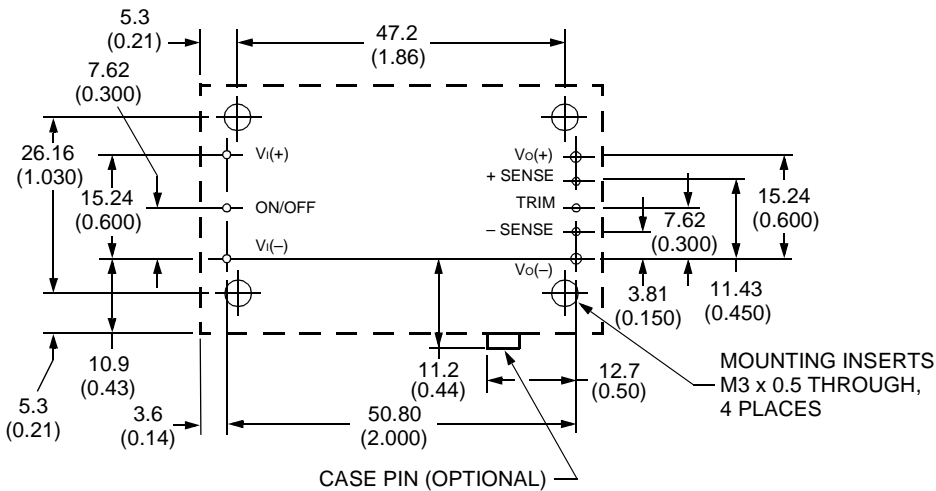 5.3
(0.21)
47.2
(1.86)
7.62
(0.300)
26.16
(1.030)
15.24
(0.600)
VI(+)
ON/OFF
VI(–)
VO(+)
+ SENSE
TRIM
– SENSE
VO(–)
15.24
(0.600)
7.62
(0.300)
3.81
(0.150)
11.43
(0.450)
10.9
(0.43)
5.3
(0.21)
3.6
(0.14)
11.2
(0.44)
12.7
(0.50)
50.80
(2.000)
MOUNTING INSERTS
M3 x 0.5 THROUGH,
4 PLACES
CASE PIN (OPTIONAL)